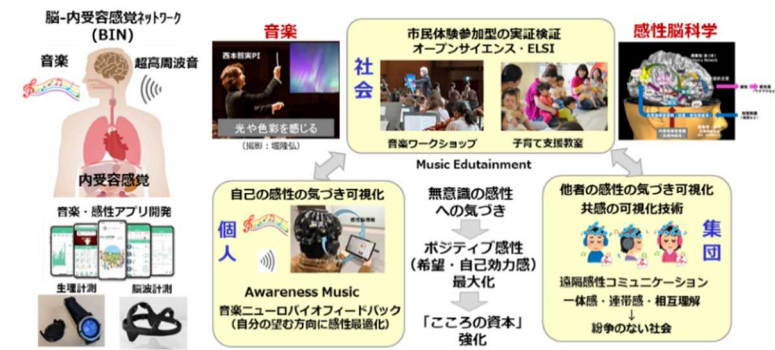 脳-内受容感覚ネットワーク
(BIN)
音楽
超高周波音
内受容感覚
音楽・感性アプリ開発
生理計測
脳波計測
音楽
西本智実PI
光や色彩を感じる
(撮影：堀隆弘)
市民体験参加型の実証検証
オープンサイエンス・ELSI
社会
音楽ワークショップ
子育て支援教室
感性脳科学
Music Edutainment
自己の感性の気づき可視化
個人
Awareness Music
音楽ニューロバイオフィードバック
(自分の望む方向に感性最適化)
無意識の感性
への気づき
ポジティブ感性
(希望・自己効力感)
最大化
「こころの資本」
強化
他者の感性の気づき可視化
共感の可視化技術
集団
遠隔感性コミュニケーション
一体感・連帯感・相互理解
↓
紛争のない社会